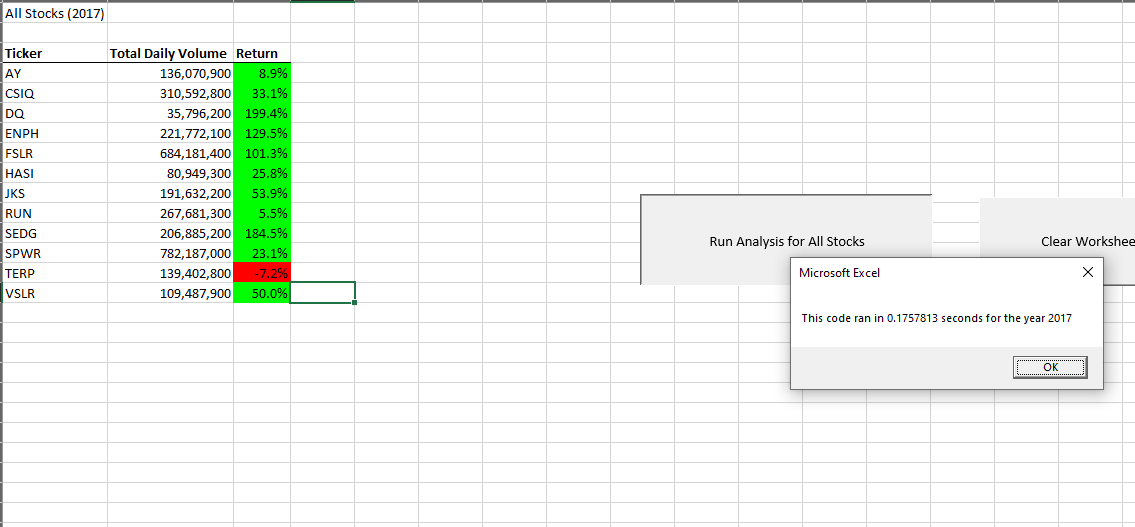 All Stocks (2017)
Ticker Total Daily Volume Return
AY 136,070,900 8.9%
CSIQ 310,592,800 33.1%
DQ 35,796,200 199.4%
ENPH 221,772,100 129.5%
FSLR 684,181,400 101.3%
HASI 80,949,300 25.8%
JKS 191,632,200 53.9%
RUN 267,681,300 5.5%
SEDG 206,885,200 184.5%
SPWR 782,187,000 23.1%
TERP 139,402,800 -7.2%
VSLR 109,487,900 50.0%
Run Analysis for All Stocks
Clear Workshee
Microsoft Excel
This code ran in 0.1757813 seconds for the year 2017
OK